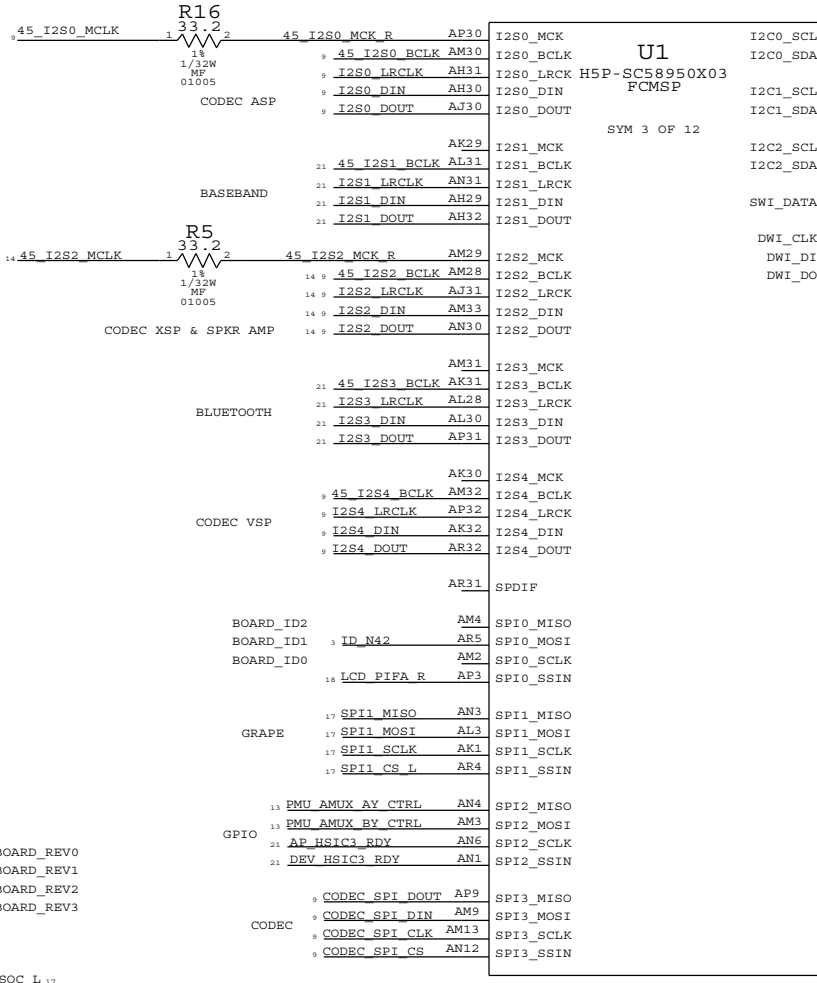 R16
33.2
9 45_I2S0_MCLK 1 2 45_I2S0_MCK_R AP30 I2S0_MCK
1%
1/32W
MF
01005
9 45_I2S0_BCLK AM30 I2S0_BCLK
9 I2S0_LRCLK AH31 I2S0_LRCK
9 I2S0_DIN AH30 I2S0_DIN
CODEC ASP
9 I2S0_DOUT AJ30 I2S0_DOUT
U1
H5P-SC58950X03
FCMSP
SYM 3 OF 12
I2C0_SCL
I2C0_SDA
I2C1_SCL
I2C1_SDA
I2C2_SCL
I2C2_SDA
SWI_DATA
DWI_CLK
DWI_DI
DWI_DO
AK29 I2S1_MCK
21 45_I2S1_BCLK AL31 I2S1_BCLK
21 I2S1_LRCLK AN31 I2S1_LRCK
BASEBAND
21 I2S1_DIN AH29 I2S1_DIN
21 I2S1_DOUT AH32 I2S1_DOUT
R5
33.2
14 45_I2S2_MCLK 1 2 45_I2S2_MCK_R AM29 I2S2_MCK
1%
1/32W
MF
01005
14 9 45_I2S2_BCLK AM28 I2S2_BCLK
14 9 I2S2_LRCLK AJ31 I2S2_LRCK
14 9 I2S2_DIN AM33 I2S2_DIN
CODEC XSP & SPKR AMP 14 9 I2S2_DOUT AN30 I2S2_DOUT
AM31 I2S3_MCK
21 45_I2S3_BCLK AK31 I2S3_BCLK
21 I2S3_LRCLK AL28 I2S3_LRCK
BLUETOOTH
21 I2S3_DIN AL30 I2S3_DIN
21 I2S3_DOUT AP31 I2S3_DOUT
AK30 I2S4_MCK
9 45_I2S4_BCLK AM32 I2S4_BCLK
9 I2S4_LRCLK AP32 I2S4_LRCK
CODEC VSP
9 I2S4_DIN AK32 I2S4_DIN
9 I2S4_DOUT AR32 I2S4_DOUT
AR31 SPDIF
BOARD_ID2 AM4 SPI0_MISO
BOARD_ID1 3 ID_N42 AR5 SPI0_MOSI
BOARD_ID0 AM2 SPI0_SCLK
18 LCD_PIFA_R AP3 SPI0_SSIN
17 SPI1_MISO AN3 SPI1_MISO
GRAPE 17 SPI1_MOSI AL3 SPI1_MOSI
17 SPI1_SCLK AK1 SPI1_SCLK
17 SPI1_CS_L AR4 SPI1_SSIN
13 PMU_AMUX_AY_CTRL AN4 SPI2_MISO
GPIO 13 PMU_AMUX_BY_CTRL AM3 SPI2_MOSI
21 AP_HSIC3_RDY AN6 SPI2_SCLK
21 DEV_HSIC3_RDY AN1 SPI2_SSIN
BOARD_REV0
BOARD_REV1
BOARD_REV2
BOARD_REV3
9 CODEC_SPI_DOUT AP9 SPI3_MISO
9 CODEC_SPI_DIN AM9 SPI3_MOSI
CODEC
9 CODEC_SPI_CLK AM13 SPI3_SCLK
9 CODEC_SPI_CS AN12 SPI3_SSIN
SOC_L 17